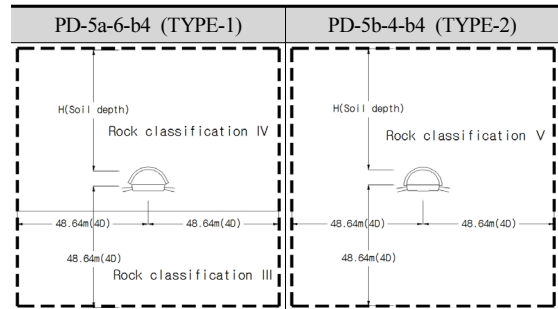 PD-5a-6-b4 (TYPE-1)
H(Soil depth)
Rock classification IV
48.64m(4D) 48.64m(4D)
48.64m(4D)
Rock classification III
PD-5b-4-b4 (TYPE-2)
H(Soil depth)
Rock classification V
48.64m(4D) 48.64m(4D)
48.64m(4D)